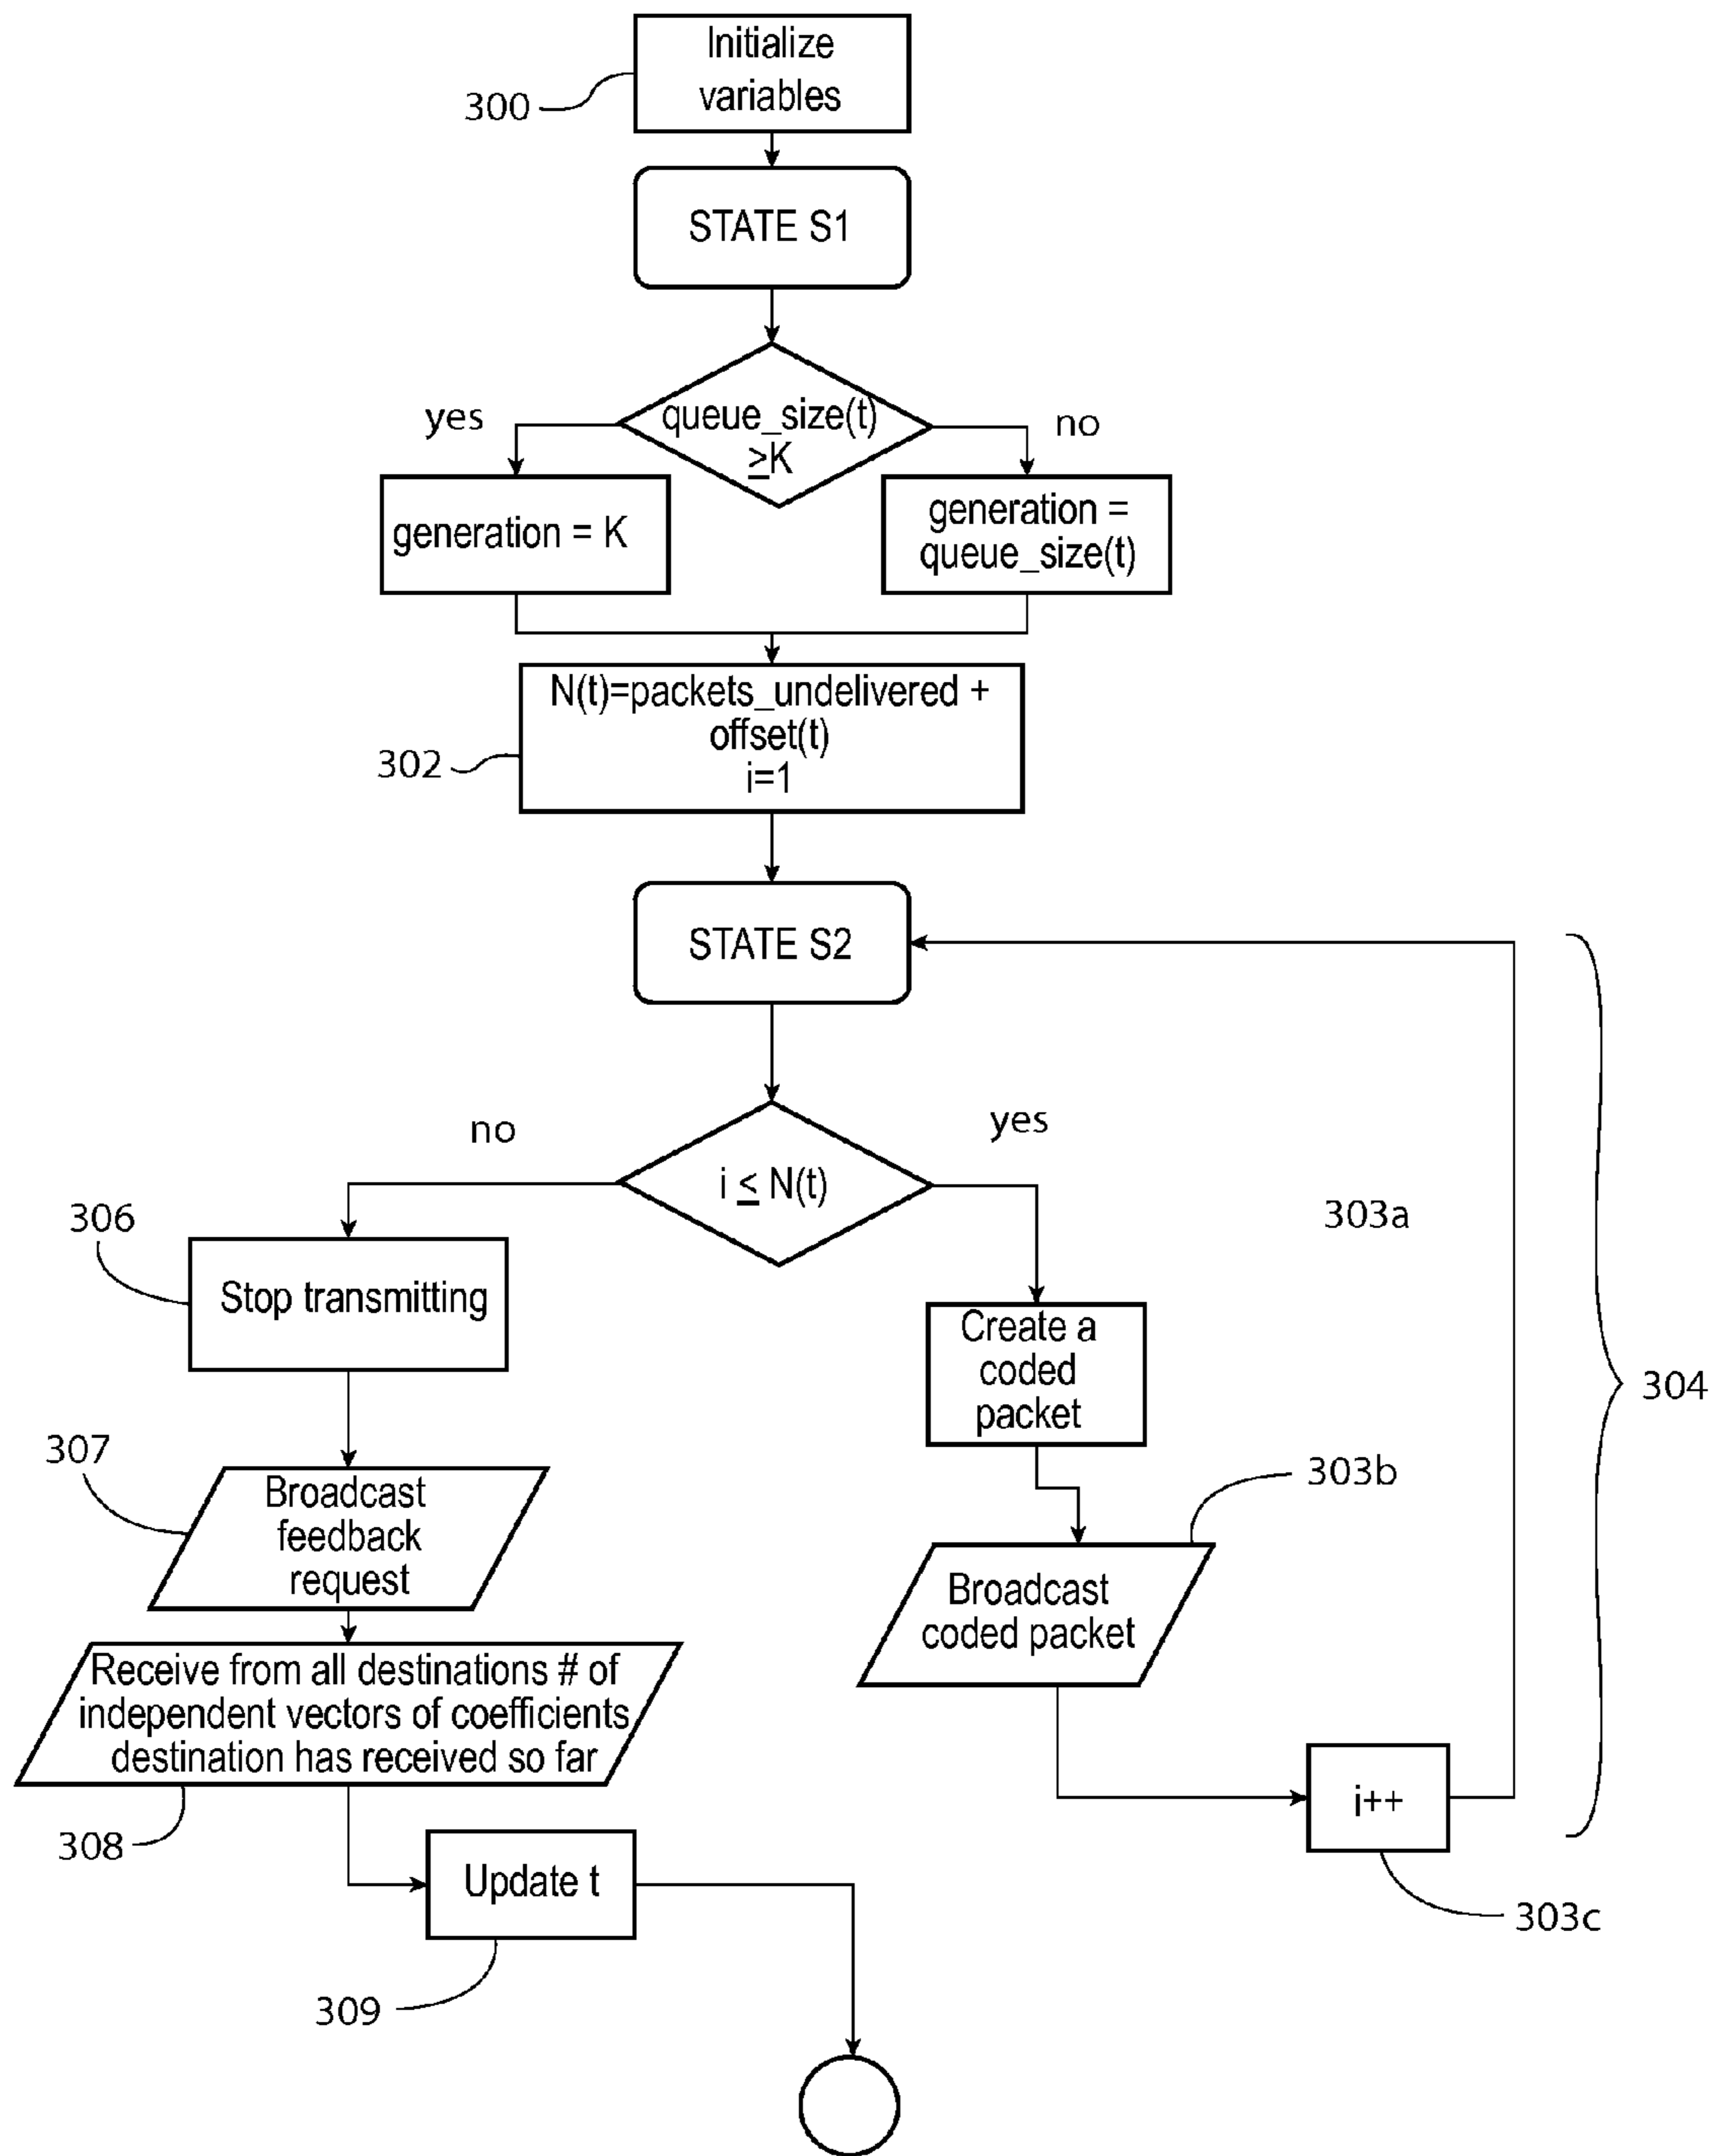 Initialize
variables
300
STATE S1
yes
queue_size(t)
≥K
no
generation = K
generation =
queue_size(t)
N(t)=packets_undelivered +
offset(t)
i=1
302
STATE S2
no
yes
i ≤ N(t)
303a
306
Stop transmitting
Create a
coded
packet
304
307
Broadcast
feedback
request
303b
Broadcast
coded packet
Receive from all destinations # of
independent vectors of coefficients
destination has received so far
308
i++
Update t
303c
309